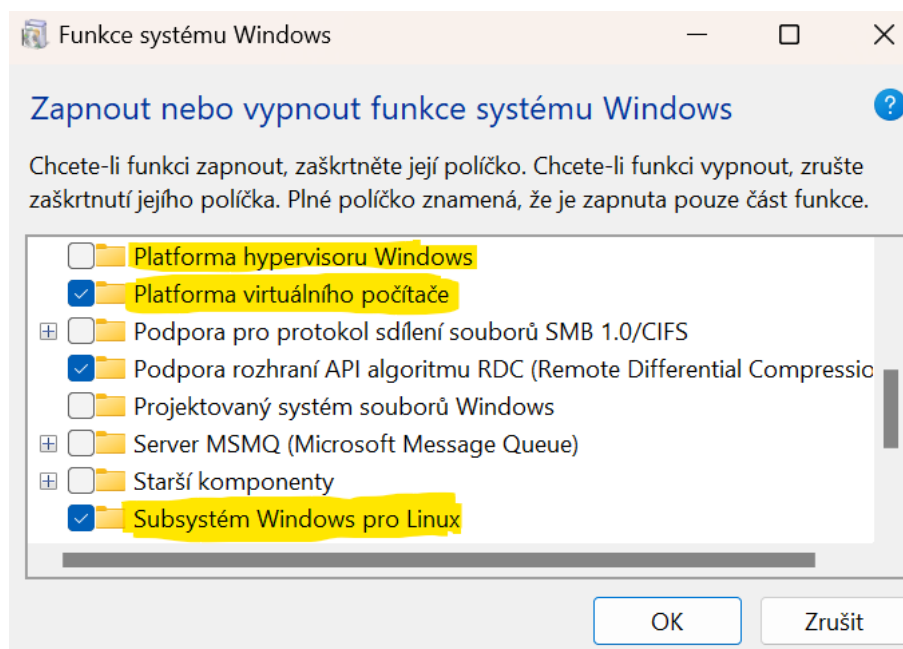 Funkce systému Windows
Zapnout nebo vypnout funkce systému Windows
?
Chcete-li funkci zapnout, zaškrtněte její políčko. Chcete-li funkci vypnout, zrušte
zaškrtnutí jejího políčka. Plné políčko znamená, že je zapnuta pouze část funkce.
Platforma hypervisoru Windows
Platforma virtuálního počítače
Podpora pro protokol sdílení souborů SMB 1.0/CIFS
Podpora rozhraní API algoritmu RDC (Remote Differential Compressio
Projektovaný systém souborů Windows
Server MSMQ (Microsoft Message Queue)
Starší komponenty
Subsystém Windows pro Linux
OK Zrušit